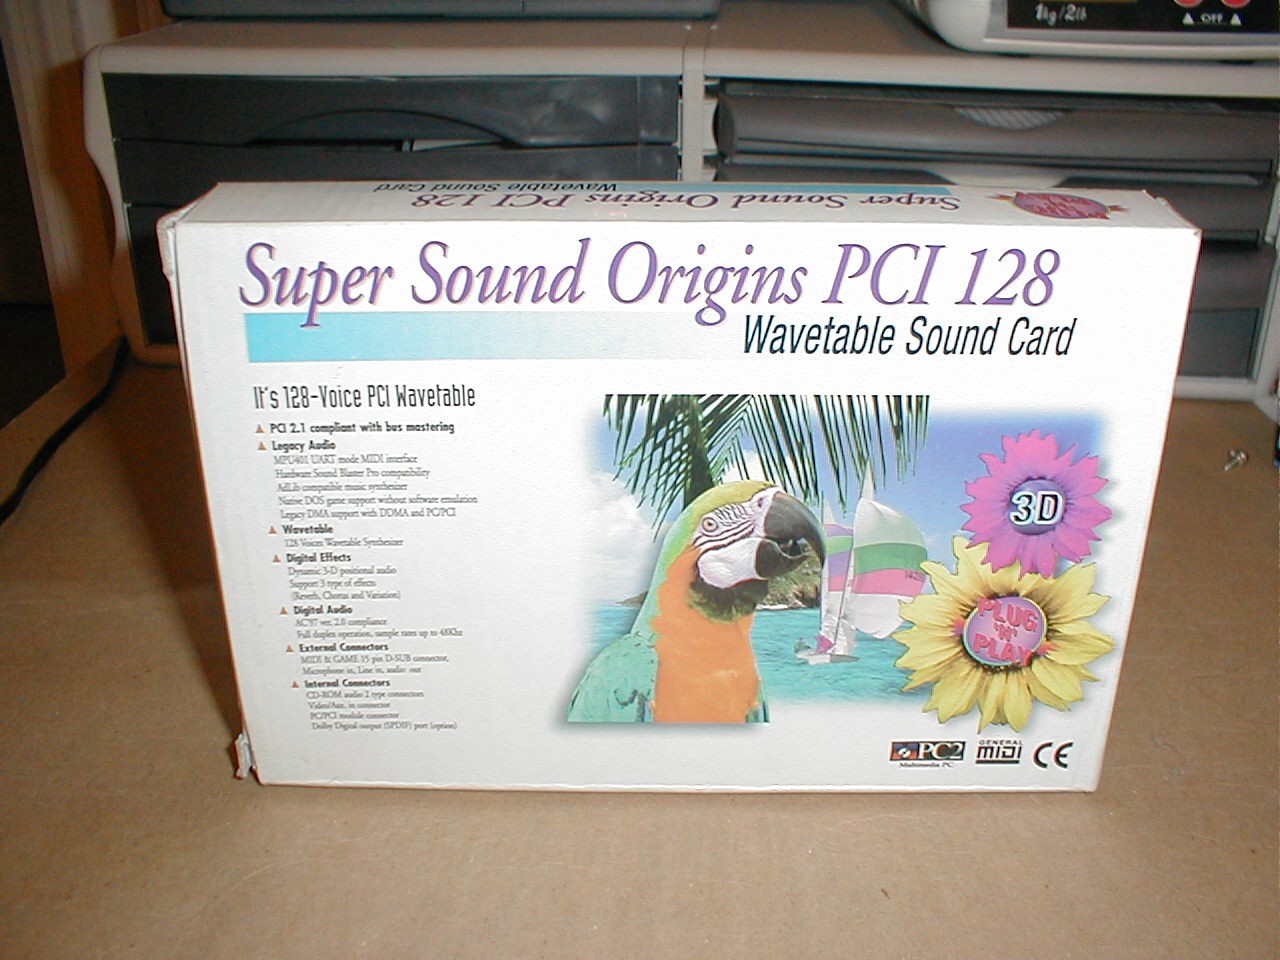 1kg/2lb
▲ OFF ▲
Wavetable Sound Card
Super Sound Origins PCI 128
Super Sound Origins PCI 128
Wavetable Sound Card
It's 128-Voice PCI Wavetable
PCI 2.1 compliant with bus mastering
Legacy Audio
MPU401 UART mode MIDI interface
Hardware Sound Blaster Pro compatibility
AdLib compatible music synthesizer
Native DOS game support without software emulation
Legacy DMA support with DDMA and PC/PCI
Wavetable
128 Voices Wavetable Synthesizer
Digital Effects
Dynamic 3-D positional audio
Support 3 type of effects
(Reverb, Chorus and Variation)
Digital Audio
AC'97 ver. 2.0 compliance
Full duplex operation, sample rates up to 48Khz
External Connectors
MIDI & GAME 15 pin D-SUB connector,
Microphone in, Line in, audio out
Internal Connectors
CD-ROM audio 2 type connectors
Video/Aux. in connector
PC/PCI module connector
Dolby Digital output (SPDIF) port (option)
3D
PLUG
'N'
PLAY
MPC2
Multimedia PC
GENERAL
MIDI
CE